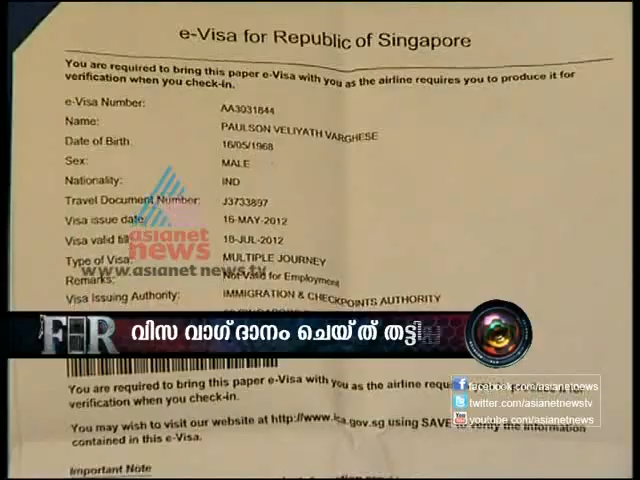 e-Visa for Republic of Singapore
You are required to bring this paper e-Visa with you as the airline requires you to produce it for
verification when you check-in.
e-Visa Number: AA3031844
Name: PAULSON VELIYATH VARGHESE
Date of Birth: 16/05/1968
Sex: MALE
Nationality: IND
Travel Document Number: J3733897
Visa issue date: 16-MAY-2012
Visa valid till 18-JUL-2012
Type of Visa: MULTIPLE JOURNEY
Remarks: Not Valid for Employment
Visa Issuing Authority: IMMIGRATION & CHECKPOINTS AUTHORITY
asianet
news
www.asianetnews.tv
FIR വിസ വാഗ്ദാനം ചെയ്ത് തട്ടിപ്പ്
You are required to bring this paper e-Visa with you as the airline
verification when you check-in.
You may wish to visit our website at http://www.ica.gov.sg using SAVE to verify the information
contained in this e-Visa.
Important Note
facebook.com/asianetnews
twitter.com/asianetnewstv
youtube.com/asianetnews